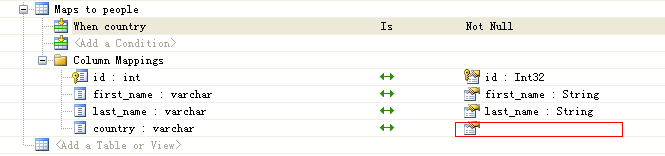 Maps to people
When country Is Not Null
<Add a Condition>
Column Mappings
id : int id : Int32
first_name : varchar first_name : String
last_name : varchar last_name : String
country : varchar
<Add a Table or View>